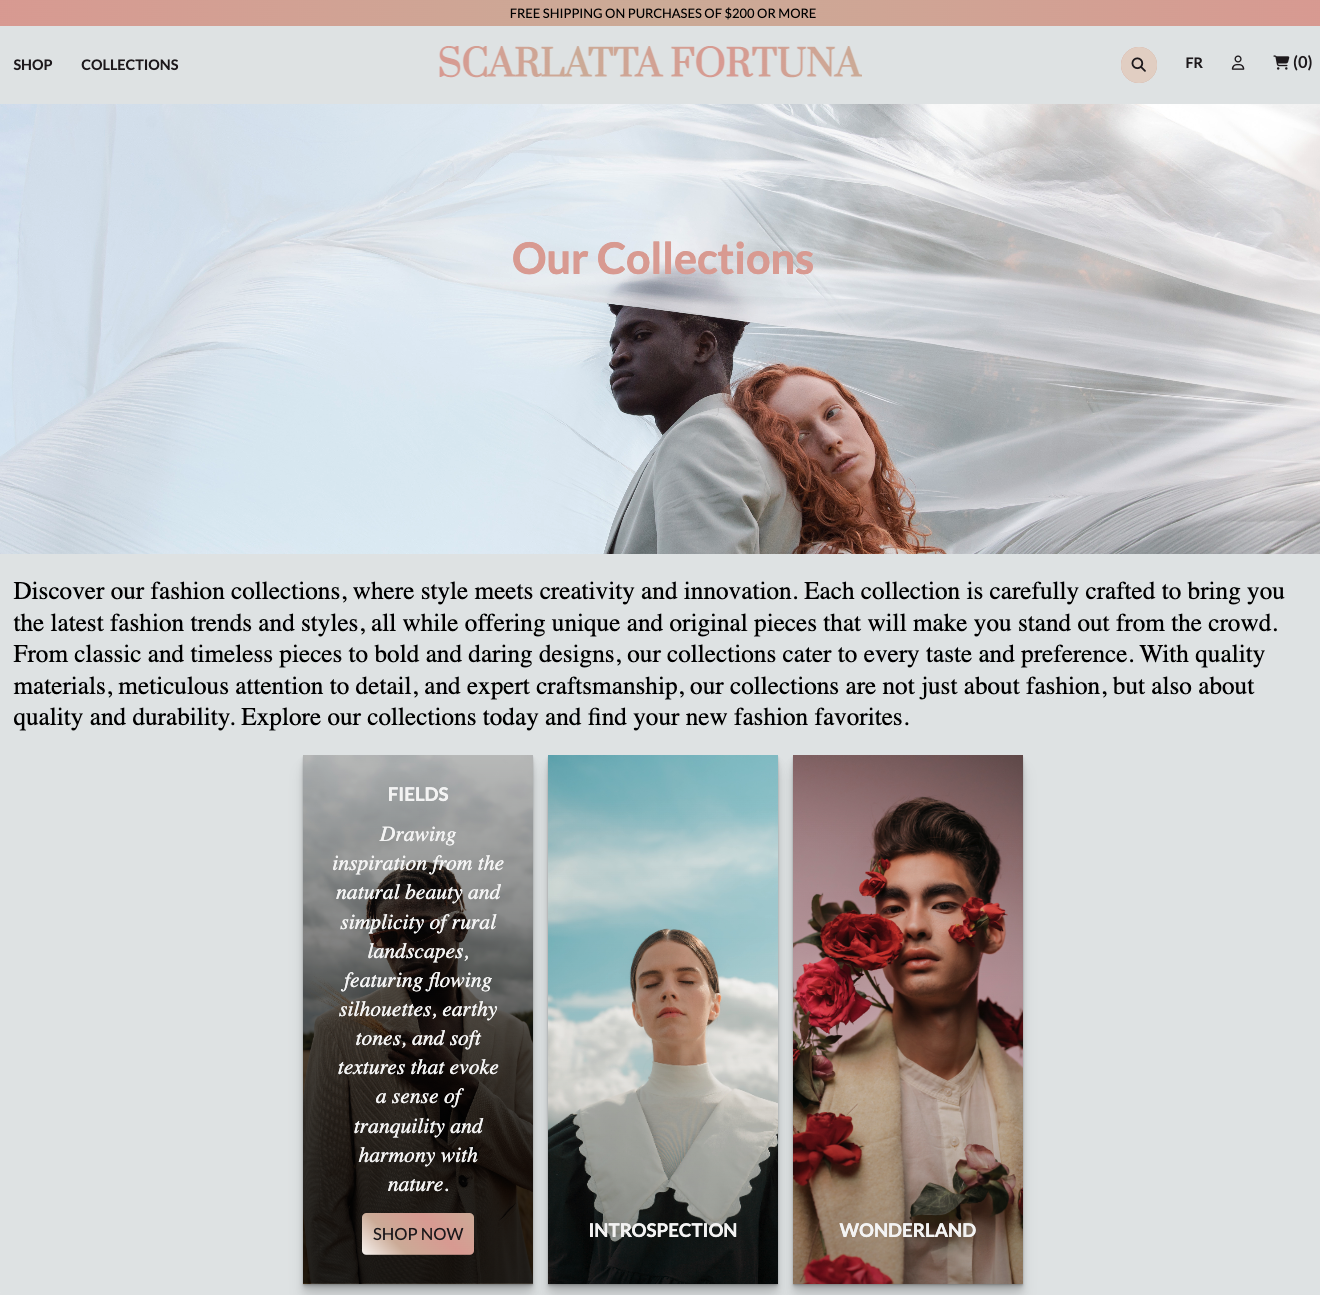 FREE SHIPPING ON PURCHASES OF $200 OR MORE
SHOP
COLLECTIONS
SCARLATTA FORTUNA
FR
(0)
Our Collections
Discover our fashion collections, where style meets creativity and innovation. Each collection is carefully crafted to bring you
the latest fashion trends and styles, all while offering unique and original pieces that will make you stand out from the crowd.
From classic and timeless pieces to bold and daring designs, our collections cater to every taste and preference. With quality
materials, meticulous attention to detail, and expert craftsmanship, our collections are not just about fashion, but also about
quality and durability. Explore our collections today and find your new fashion favorites.
FIELDS
Drawing
inspiration from the
natural beauty and
simplicity of rural
landscapes,
featuring flowing
silhouettes, earthy
tones, and soft
textures that evoke
a sense of
tranquility and
harmony with
nature.
SHOP NOW
INTROSPECTION
WONDERLAND